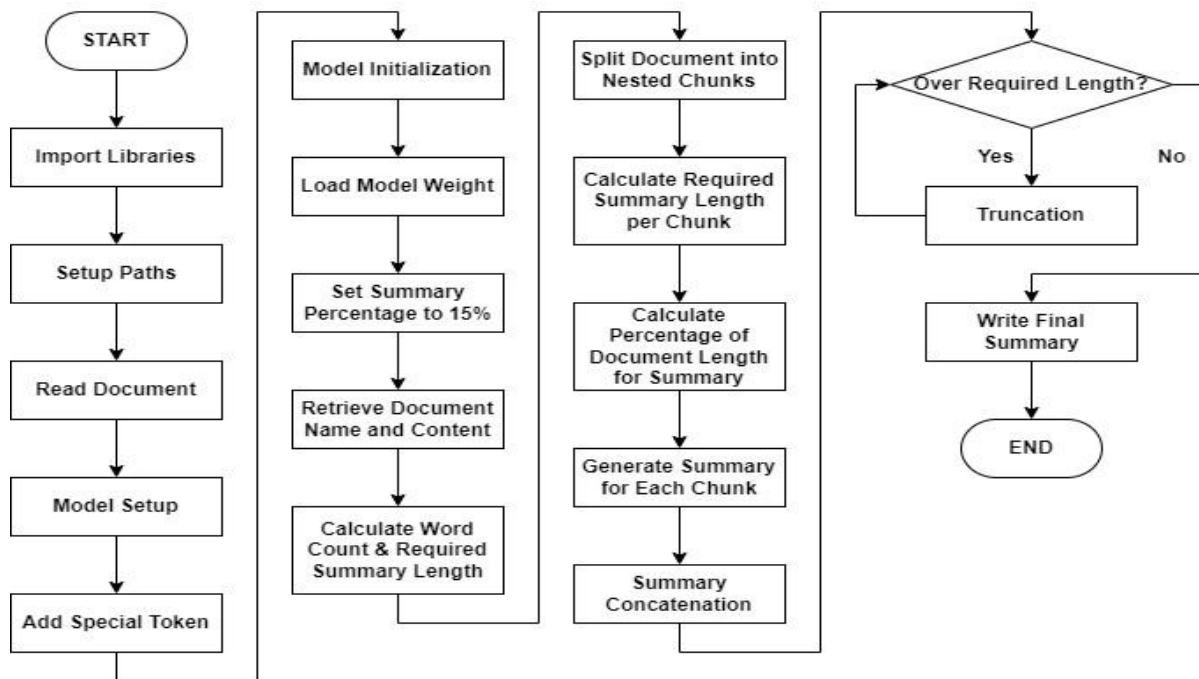 START
Import Libraries
Setup Paths
Read Document
Model Setup
Add Special Token
Model Initialization
Load Model Weight
Set Summary
Percentage to 15%
Retrieve Document
Name and Content
Calculate Word
Count & Required
Summary Length
Split Document into
Nested Chunks
Calculate Required
Summary Length
per Chunk
Calculate
Percentage of
Document Length
for Summary
Generate Summary
for Each Chunk
Summary
Concatenation
Over Required Length?
Yes
No
Truncation
Write Final
Summary
END